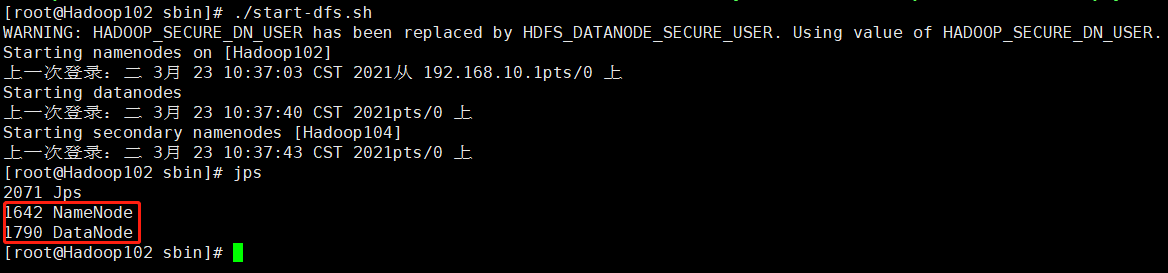 [root@Hadoop102 sbin]# ./start-dfs.sh
WARNING: HADOOP_SECURE_DN_USER has been replaced by HDFS_DATANODE_SECURE_USER. Using value of HADOOP_SECURE_DN_USER.
Starting namenodes on [Hadoop102]
上一次登录：二 3月 23 10:37:03 CST 2021从 192.168.10.1pts/0 上
Starting datanodes
上一次登录：二 3月 23 10:37:40 CST 2021pts/0 上
Starting secondary namenodes [Hadoop104]
上一次登录：二 3月 23 10:37:43 CST 2021pts/0 上
[root@Hadoop102 sbin]# jps
2071 Jps
1642 NameNode
1790 DataNode
[root@Hadoop102 sbin]#